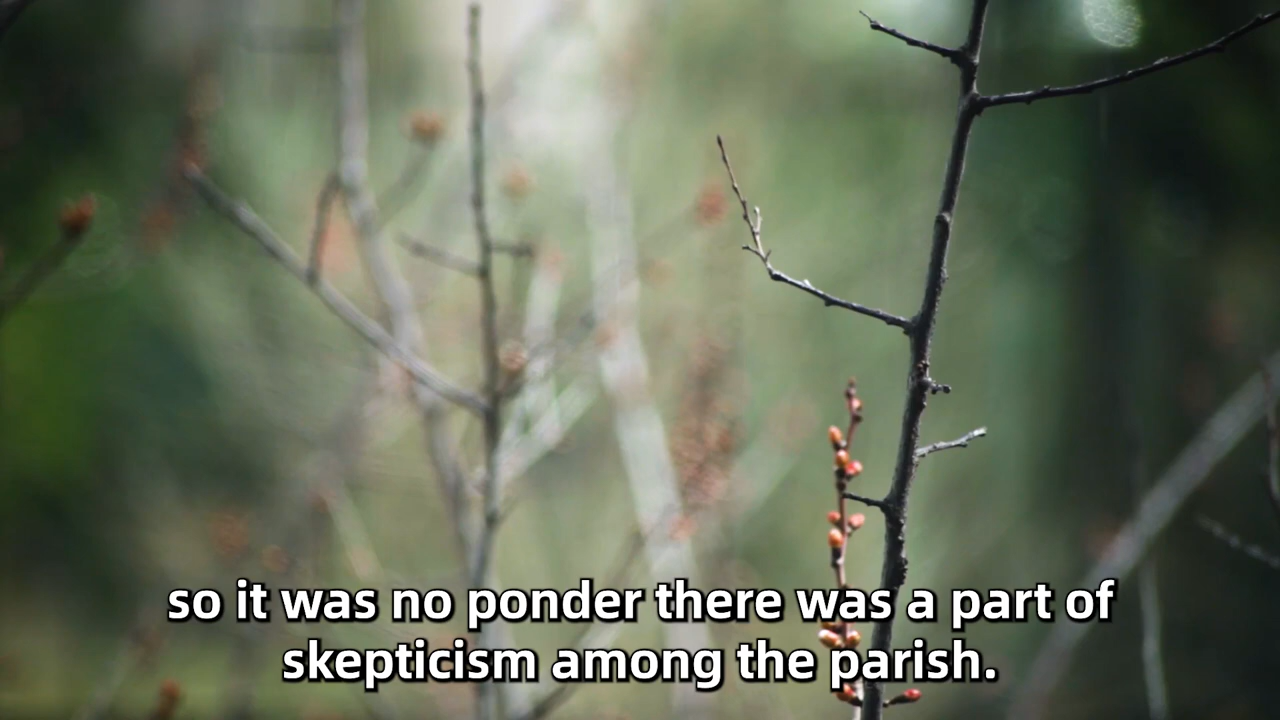 so it was no ponder there was a part of
skepticism among the parish.